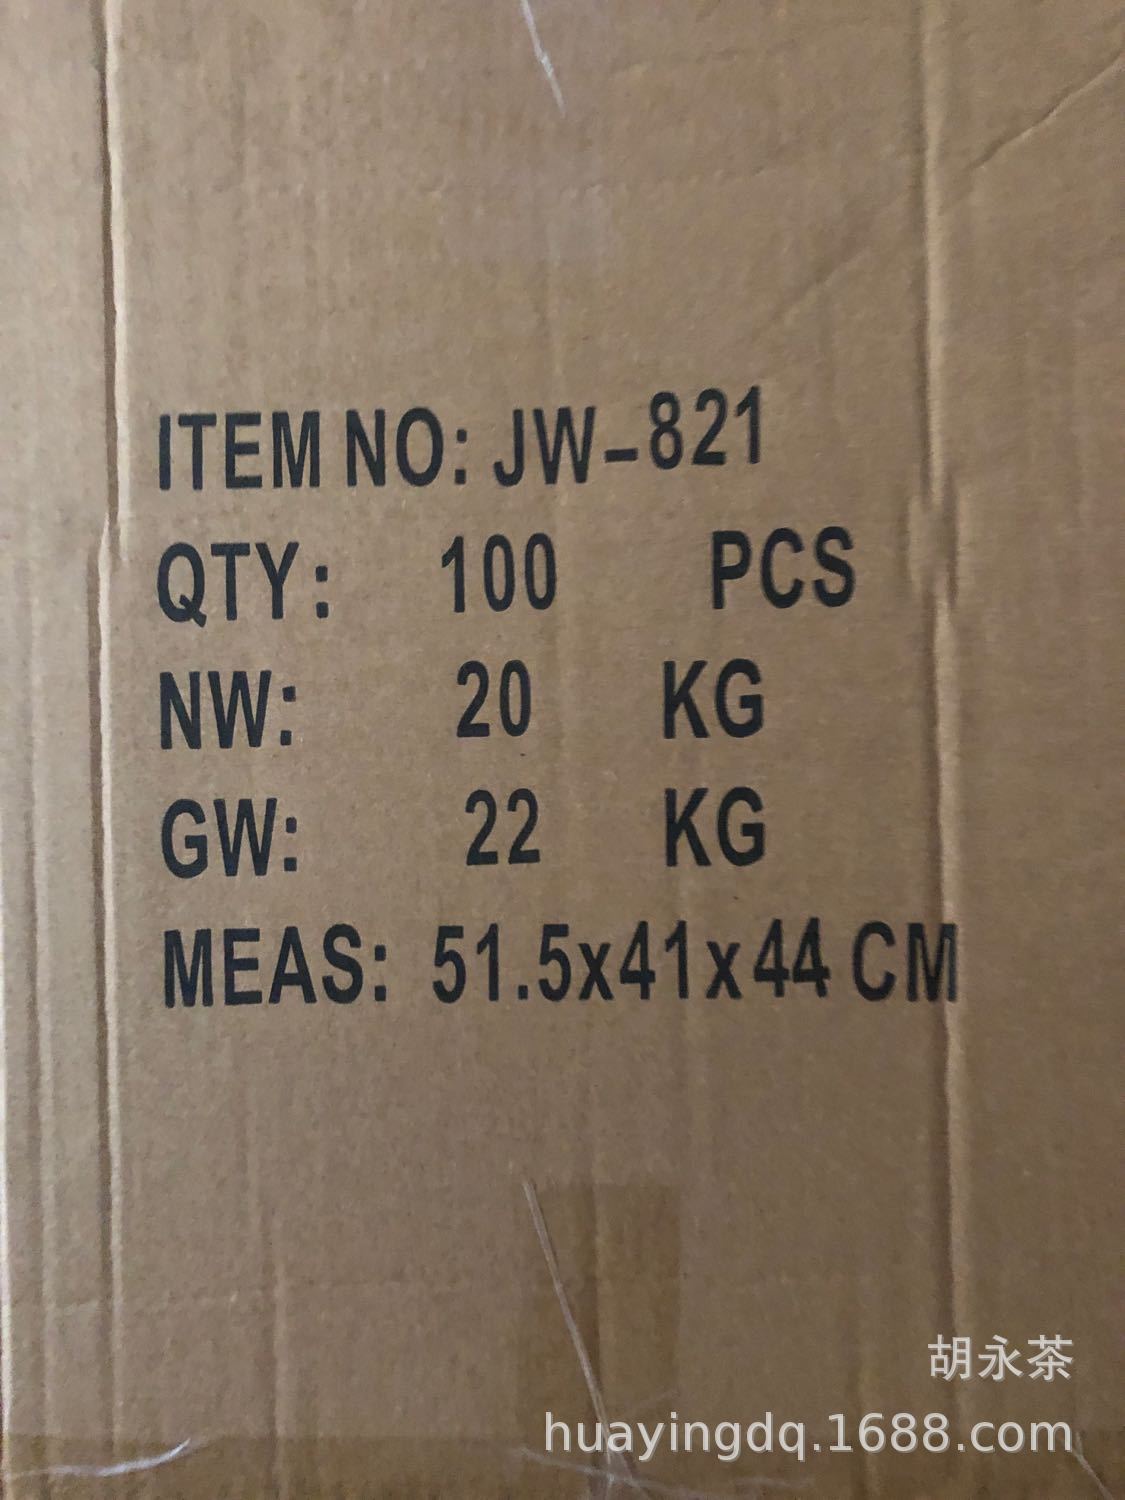 ITEM NO: JW-821
QTY: 100 PCS
NW: 20 KG
GW: 22 KG
MEAS: 51.5x41x44 CM
胡永茶
huayingdq.1688.com